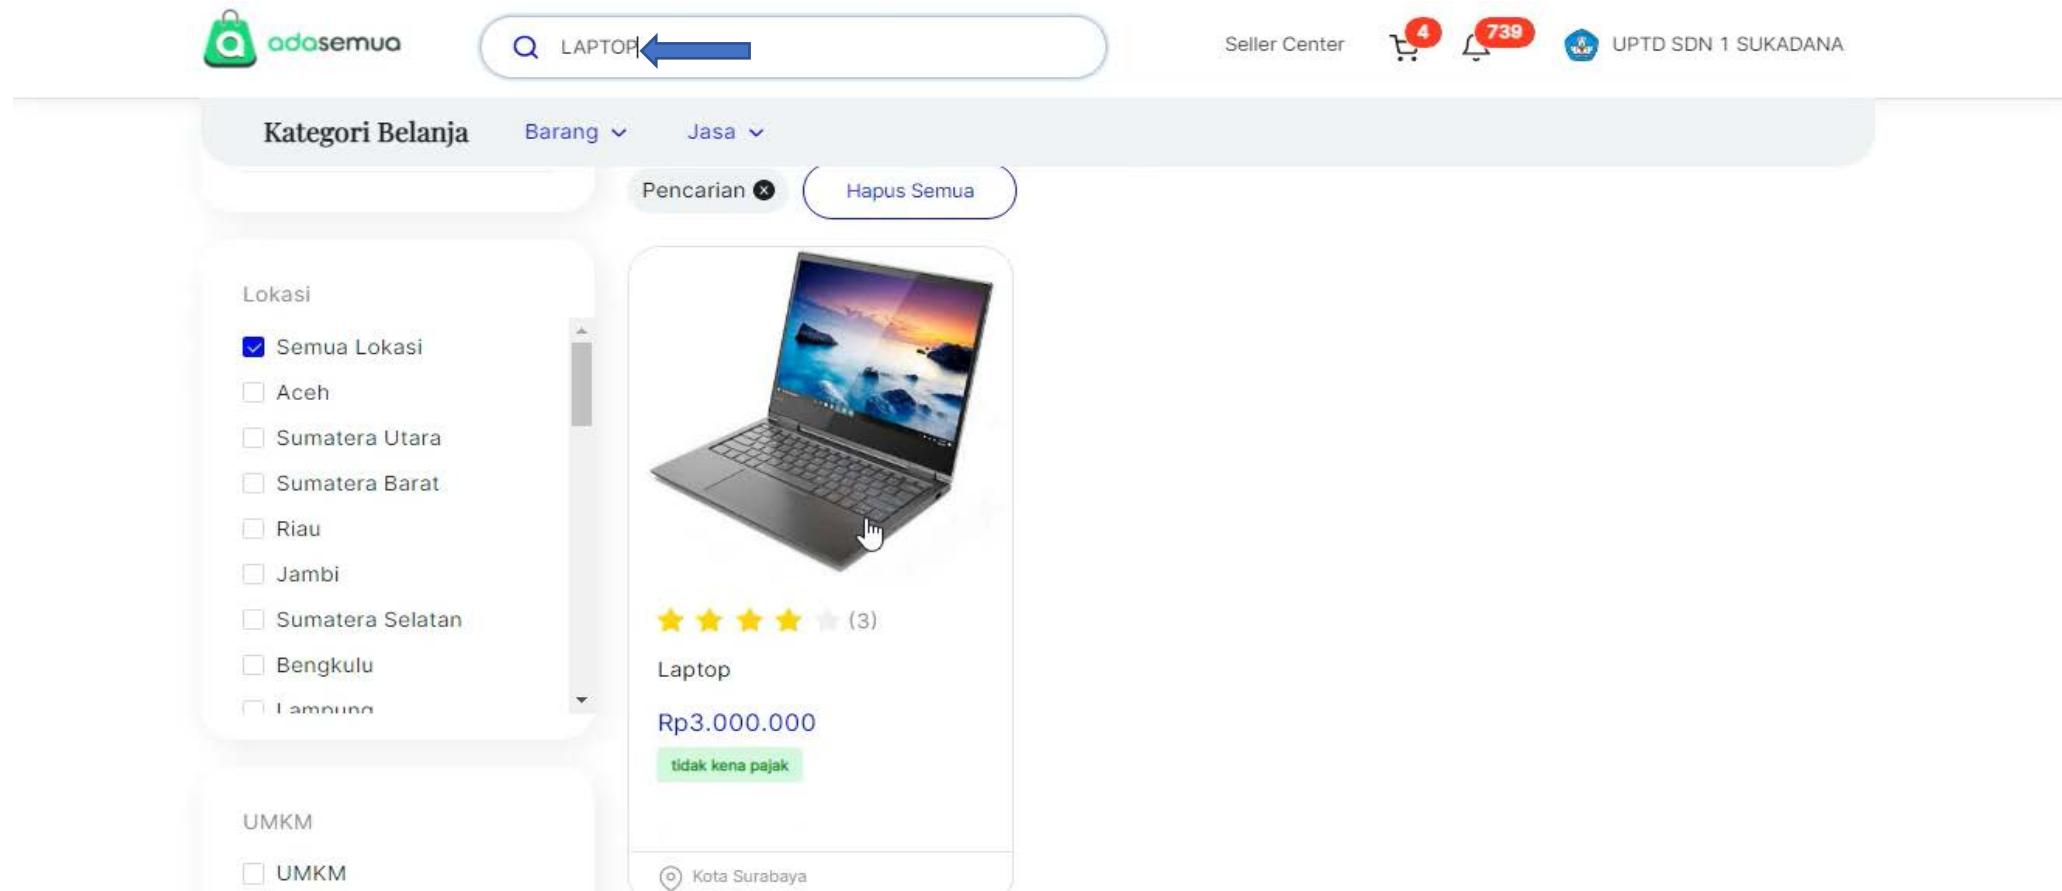 adasemua
LAPTOP
Seller Center
4
739
UPTD SDN 1 SUKADANA
Kategori Belanja
Barang
Jasa
Pencarian
Hapus Semua
Lokasi
Semua Lokasi
Aceh
Sumatera Utara
Sumatera Barat
Riau
Jambi
Sumatera Selatan
Bengkulu
Lampung
UMKM
UMKM
(3)
Laptop
Rp3.000.000
tidak kena pajak
Kota Surabaya